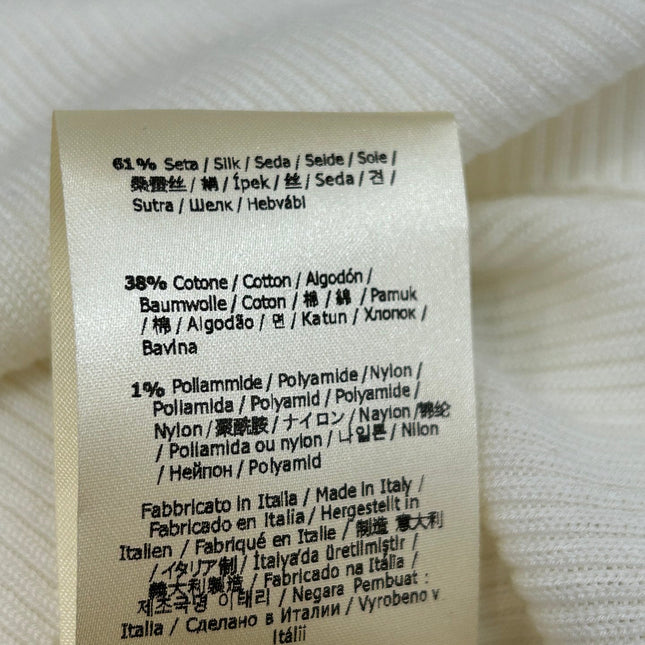 61% Seta / Silk / Seda / Seide / Soie /
桑蚕丝 / 絹 / İpek / 丝 / Seda / 견 /
Sutra / Шелк / Hebvábí
38% Cotone / Cotton / Algodón /
Baumwolle / Coton / 棉 / 綿 / Pamuk
/ 棉 / Algodão / 면 / Katun / Хлопок /
Bavlna
1% Poliammide / Polyamide / Nylon /
Poliamida / Polyamid / Polyamide /
Nylon / 聚酰胺 / ナイロン / Naylon / 锦纶
/ Poliamida ou nylon / 나일론 / Nilon
/ Нейлон / Polyamid
Fabbricato in Italia / Made in Italy /
Fabricado en Italia / Hergestellt in
Italien / Fabriqué en Italie / 制造 意大利
/ イタリア制 / İtalya'da üretilmiştir /
義大利製造 / Fabricado na Itália /
제조국명 이태리 / Negara Pembuat :
Italia / Сделано в Италии / Vyrobeno v
Itálii